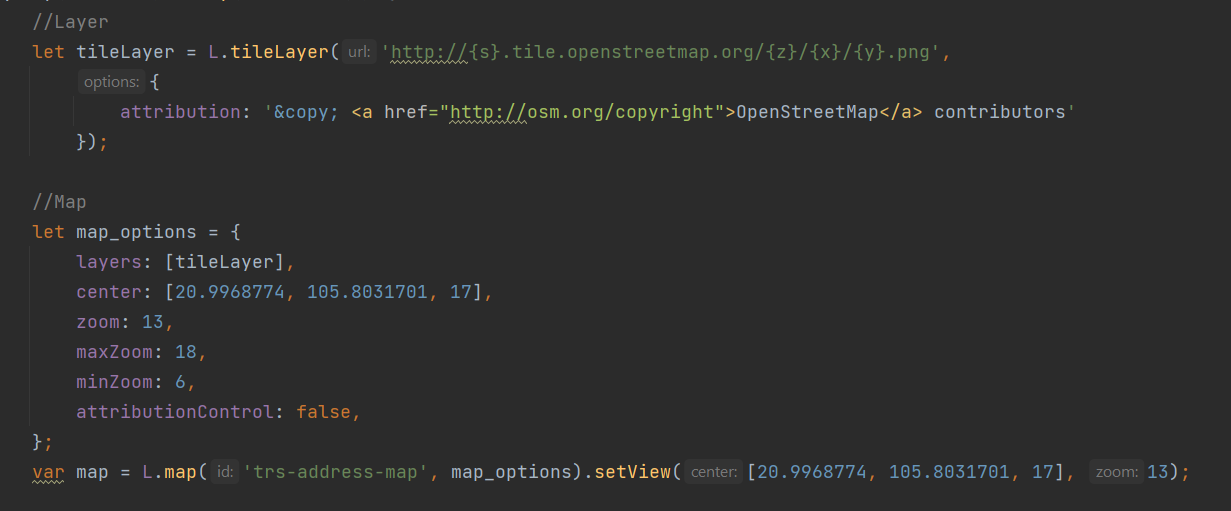 //Layer
let tileLayer = L.tileLayer( url: 'http://{s}.tile.openstreetmap.org/{z}/{x}/{y}.png',
options: {
attribution: '&copy; <a href="http://osm.org/copyright">OpenStreetMap</a> contributors'
});
//Map
let map_options = {
layers: [tileLayer],
center: [20.9968774, 105.8031701, 17],
zoom: 13,
maxZoom: 18,
minZoom: 6,
attributionControl: false,
};
var map = L.map( id: 'trs-address-map', map_options).setView( center: [20.9968774, 105.8031701, 17], zoom: 13);